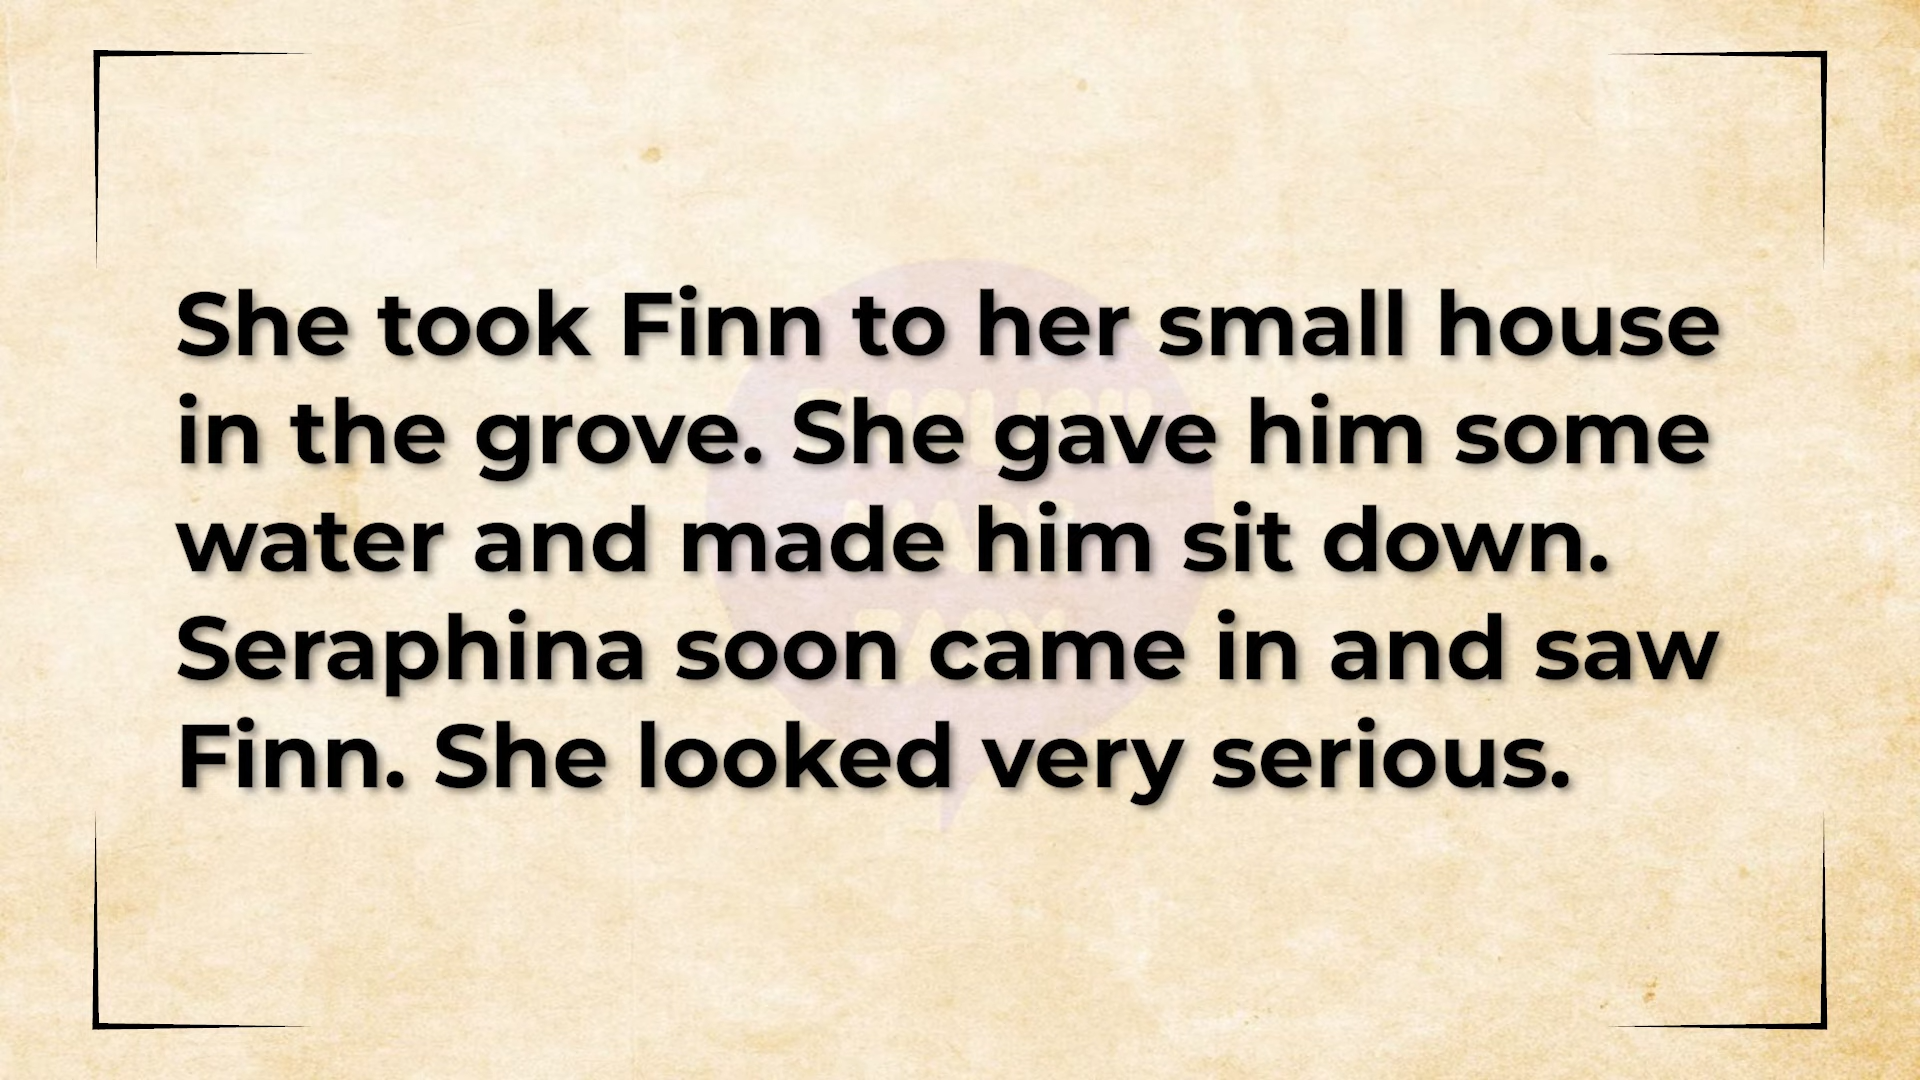 She took Finn to her small house
in the grove. She gave him some
water and made him sit down.
Seraphina soon came in and saw
Finn. She looked very serious.